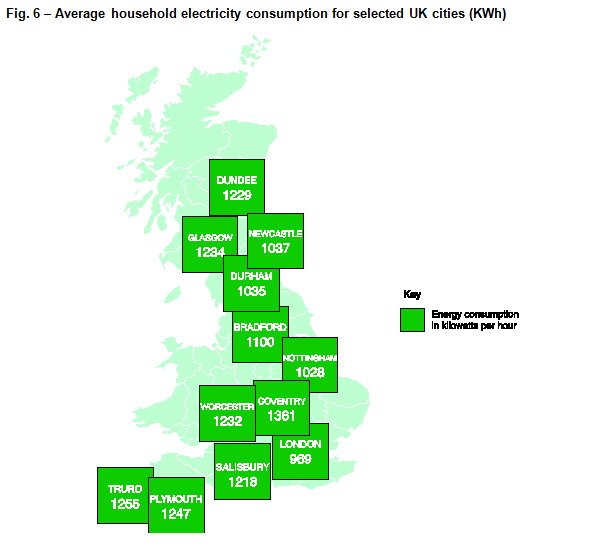 Fig. 6 – Average household electricity consumption for selected UK cities (KWh)
DUNDEE
1229
GLASGOW
1234
NEWCASTLE
1037
DURHAM
1035
BRADFORD
1100
NOTTINGHAM
1028
WORCESTER
1232
COVENTRY
1361
LONDON
969
SALISBURY
1218
TRURO
1255
PLYMOUTH
1247
Key
Energy consumption
in kilowatts per hour